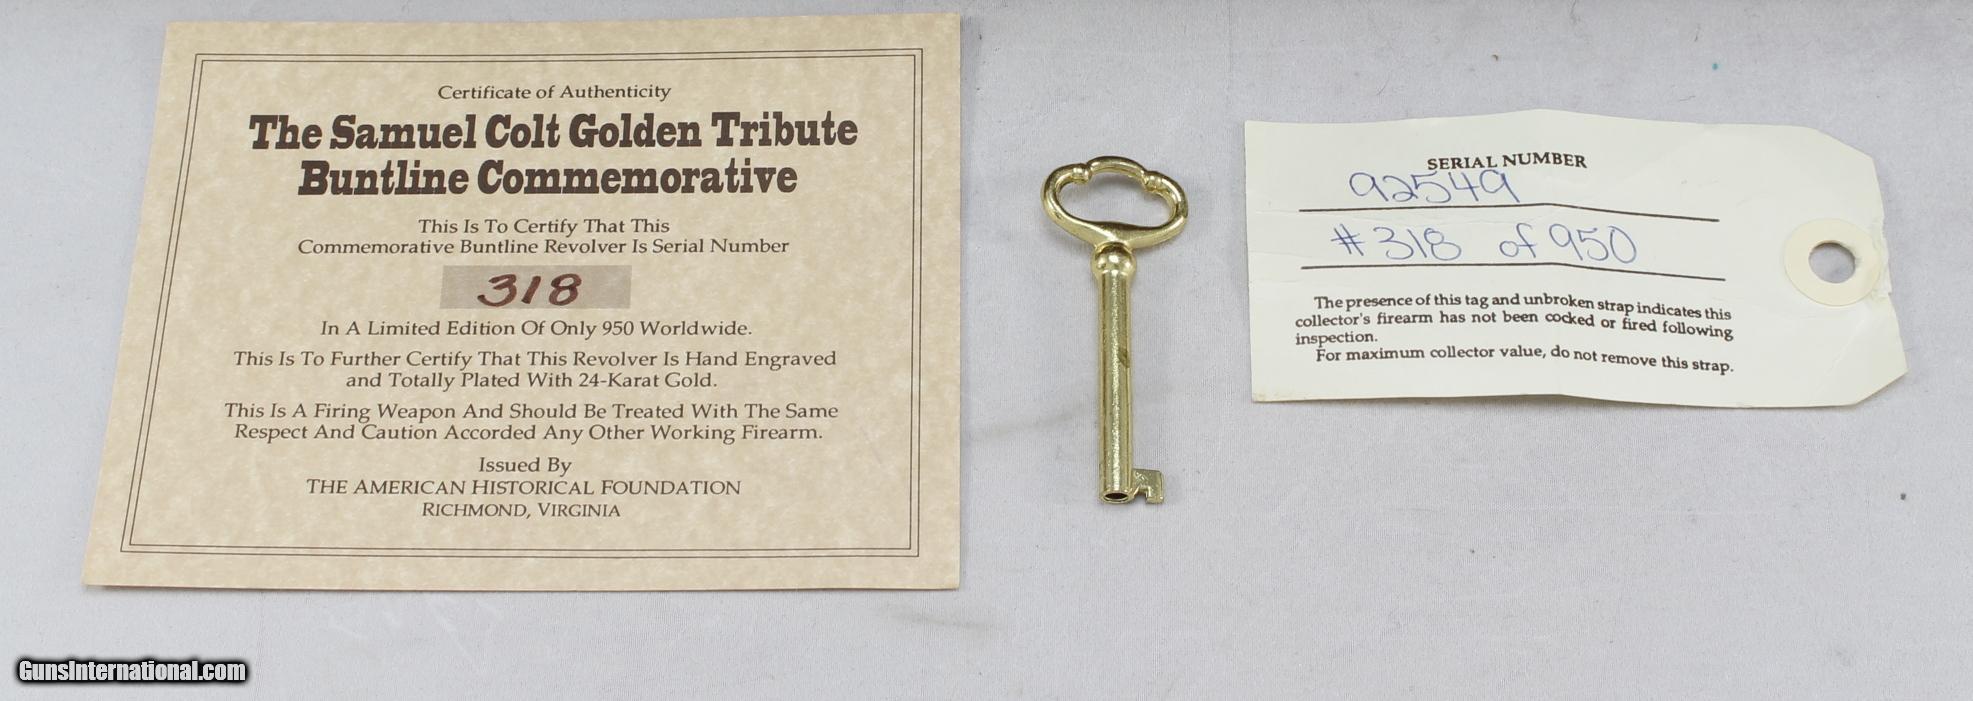 Certificate of Authenticity
The Samuel Colt Golden Tribute
Buntline Commemorative
This Is To Certify That This
Commemorative Buntline Revolver Is Serial Number
318
In A Limited Edition Of Only 950 Worldwide.
This Is To Further Certify That This Revolver Is Hand Engraved
and Totally Plated With 24-Karat Gold.
This Is A Firing Weapon And Should Be Treated With The Same
Respect And Caution Accorded Any Other Working Firearm.
Issued By
THE AMERICAN HISTORICAL FOUNDATION
RICHMOND, VIRGINIA
SERIAL NUMBER
92549
#318 of 950
The presence of this tag and unbroken strap indicates this
collector's firearm has not been cocked or fired following
inspection.
For maximum collector value, do not remove this strap.
GunsInternational.com